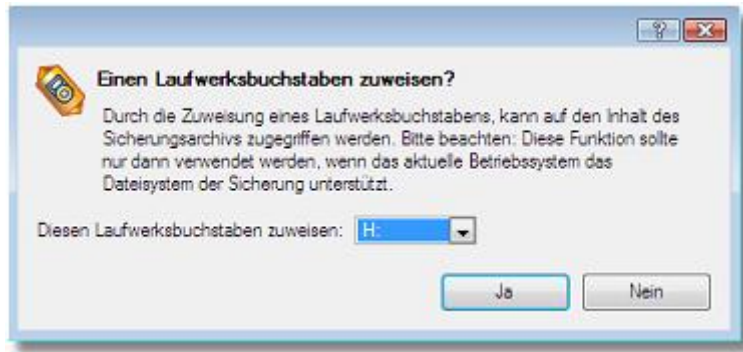 Einen Laufwerksbuchstaben zuweisen?
Durch die Zuweisung eines Laufwerksbuchstabens, kann auf den Inhalt des
Sicherungsarchivs zugegriffen werden. Bitte beachten: Diese Funktion sollte
nur dann verwendet werden, wenn das aktuelle Betriebssystem das
Dateisystem der Sicherung unterstützt.
Diesen Laufwerksbuchstaben zuweisen: H:
Ja Nein